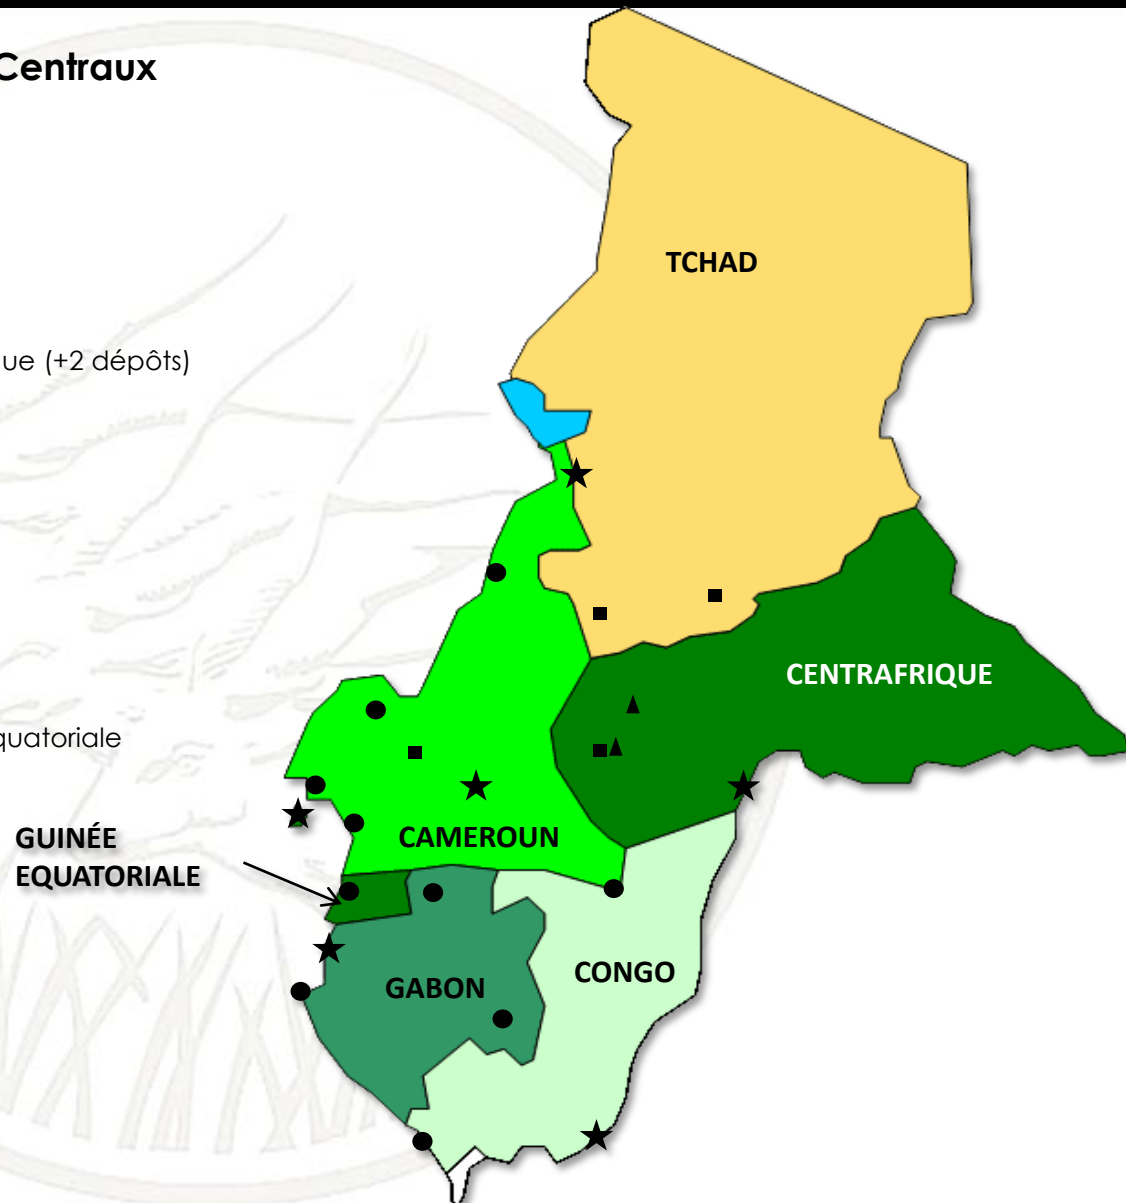 Centraux
TCHAD
ue (+2 dépôts)
CENTRAFRIQUE
quatoriale
GUINÉE
EQUATORIALE
CAMEROUN
CONGO
GABON